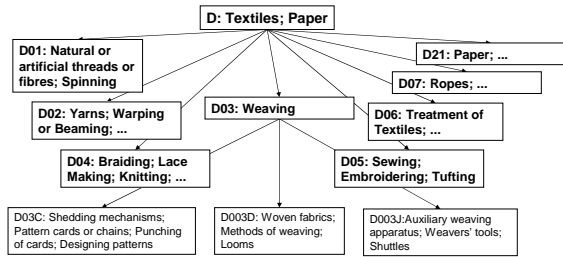 D: Textiles; Paper
D01: Natural or
artificial threads or
fibres; Spinning
D21: Paper; ...
D07: Ropes; ...
D02: Yarns; Warping
or Beaming; ...
D03: Weaving
D06: Treatment of
Textiles; ...
D04: Braiding; Lace
Making; Knitting; ...
D05: Sewing;
Embroidering; Tufting
D03C: Shedding mechanisms;
Pattern cards or chains; Punching
of cards; Designing patterns
D003D: Woven fabrics;
Methods of weaving;
Looms
D003J:Auxiliary weaving
apparatus; Weavers' tools;
Shuttles